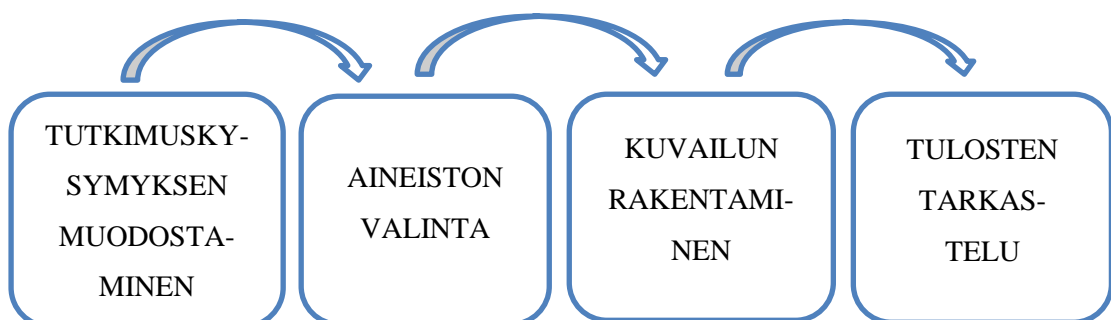 TUTKIMUSKY-
SYMYKSEN
MUODOSTA-
MINEN
AINEISTON
VALINTA
KUVAILUN
RAKENTAMI-
NEN
TULOSTEN
TARKAS-
TELU